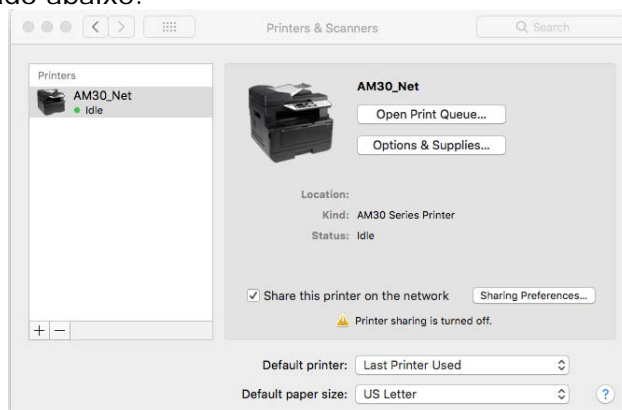 Printers & Scanners
Search
Printers
AM30_Net
Idle
AM30_Net
Open Print Queue...
Options & Supplies...
Location:
Kind: AM30 Series Printer
Status: Idle
Share this printer on the network
Sharing Preferences...
Printer sharing is turned off.
+ −
Default printer: Last Printer Used
Default paper size: US Letter
?